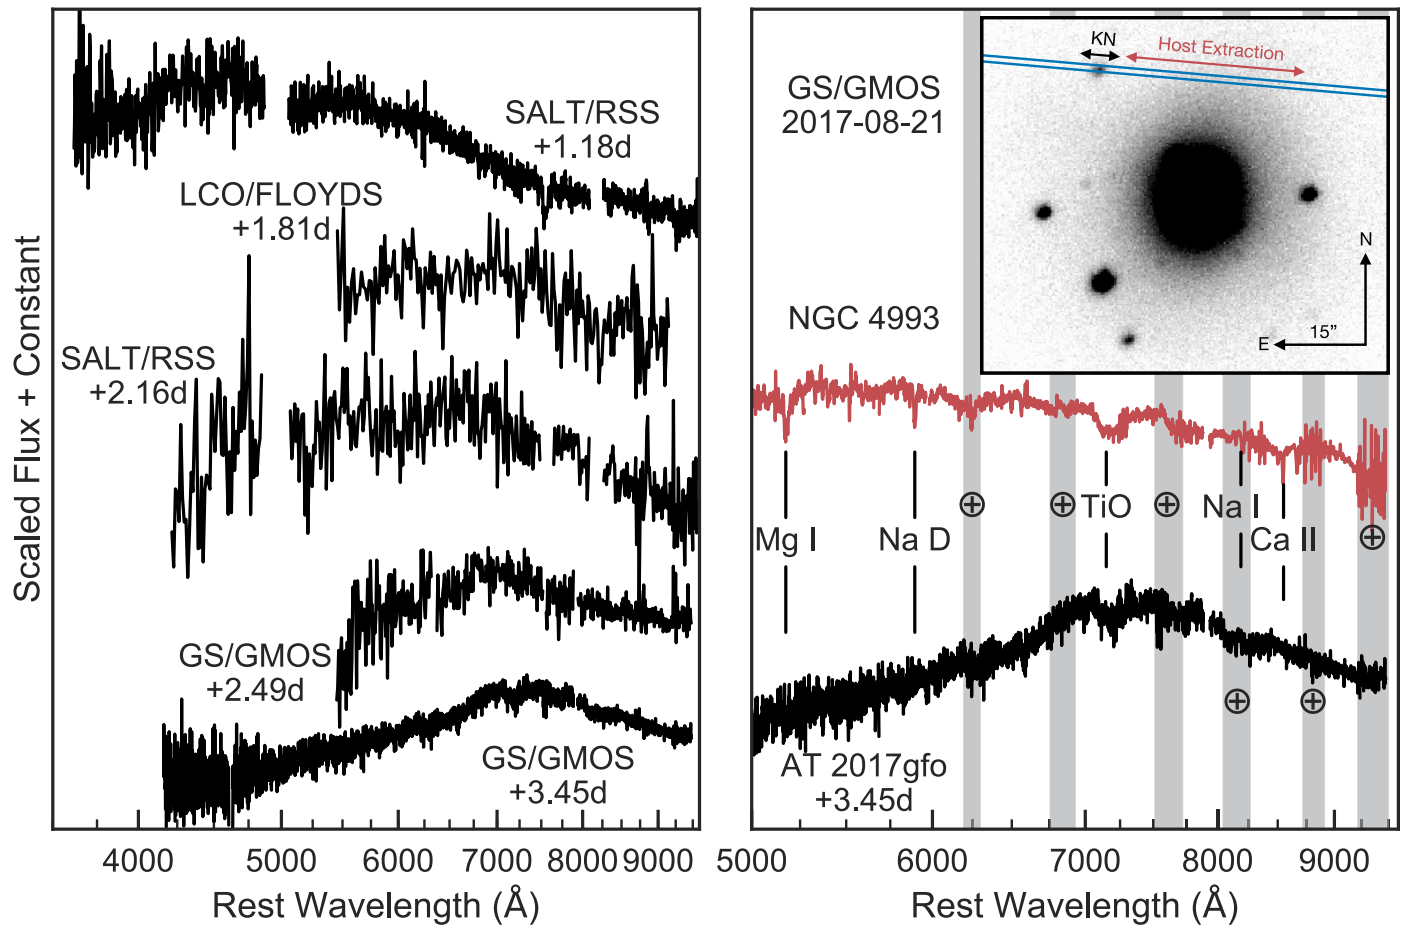 Scaled Flux + Constant
SALT/RSS
+1.18d
LCO/FLOYDS
+1.81d
SALT/RSS
+2.16d
GS/GMOS
+2.49d
GS/GMOS
+3.45d
4000 5000 6000 7000 8000 9000
Rest Wavelength (Å)
GS/GMOS
2017-08-21
KN
Host Extraction
N
E
15”
NGC 4993
Mg I
Na D
TiO
Na I
Ca II
AT 2017gfo
+3.45d
5000 6000 7000 8000 9000
Rest Wavelength (Å)